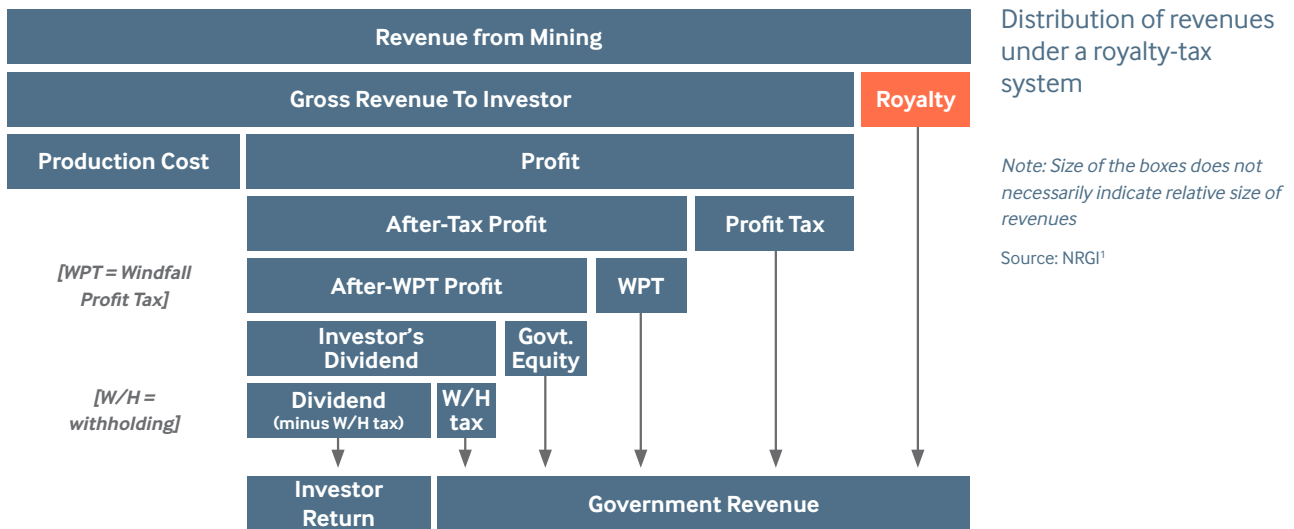 Revenue from Mining
Gross Revenue To Investor
Royalty
Production Cost
Profit
After-Tax Profit
Profit Tax
[WPT = Windfall
Profit Tax]
After-WPT Profit
WPT
Investor's
Dividend
Govt.
Equity
[W/H =
withholding]
Dividend
(minus W/H tax)
W/H
tax
Investor
Return
Government Revenue
Distribution of revenues
under a royalty-tax
system
Note: Size of the boxes does not
necessarily indicate relative size of
revenues
Source: NRGI¹